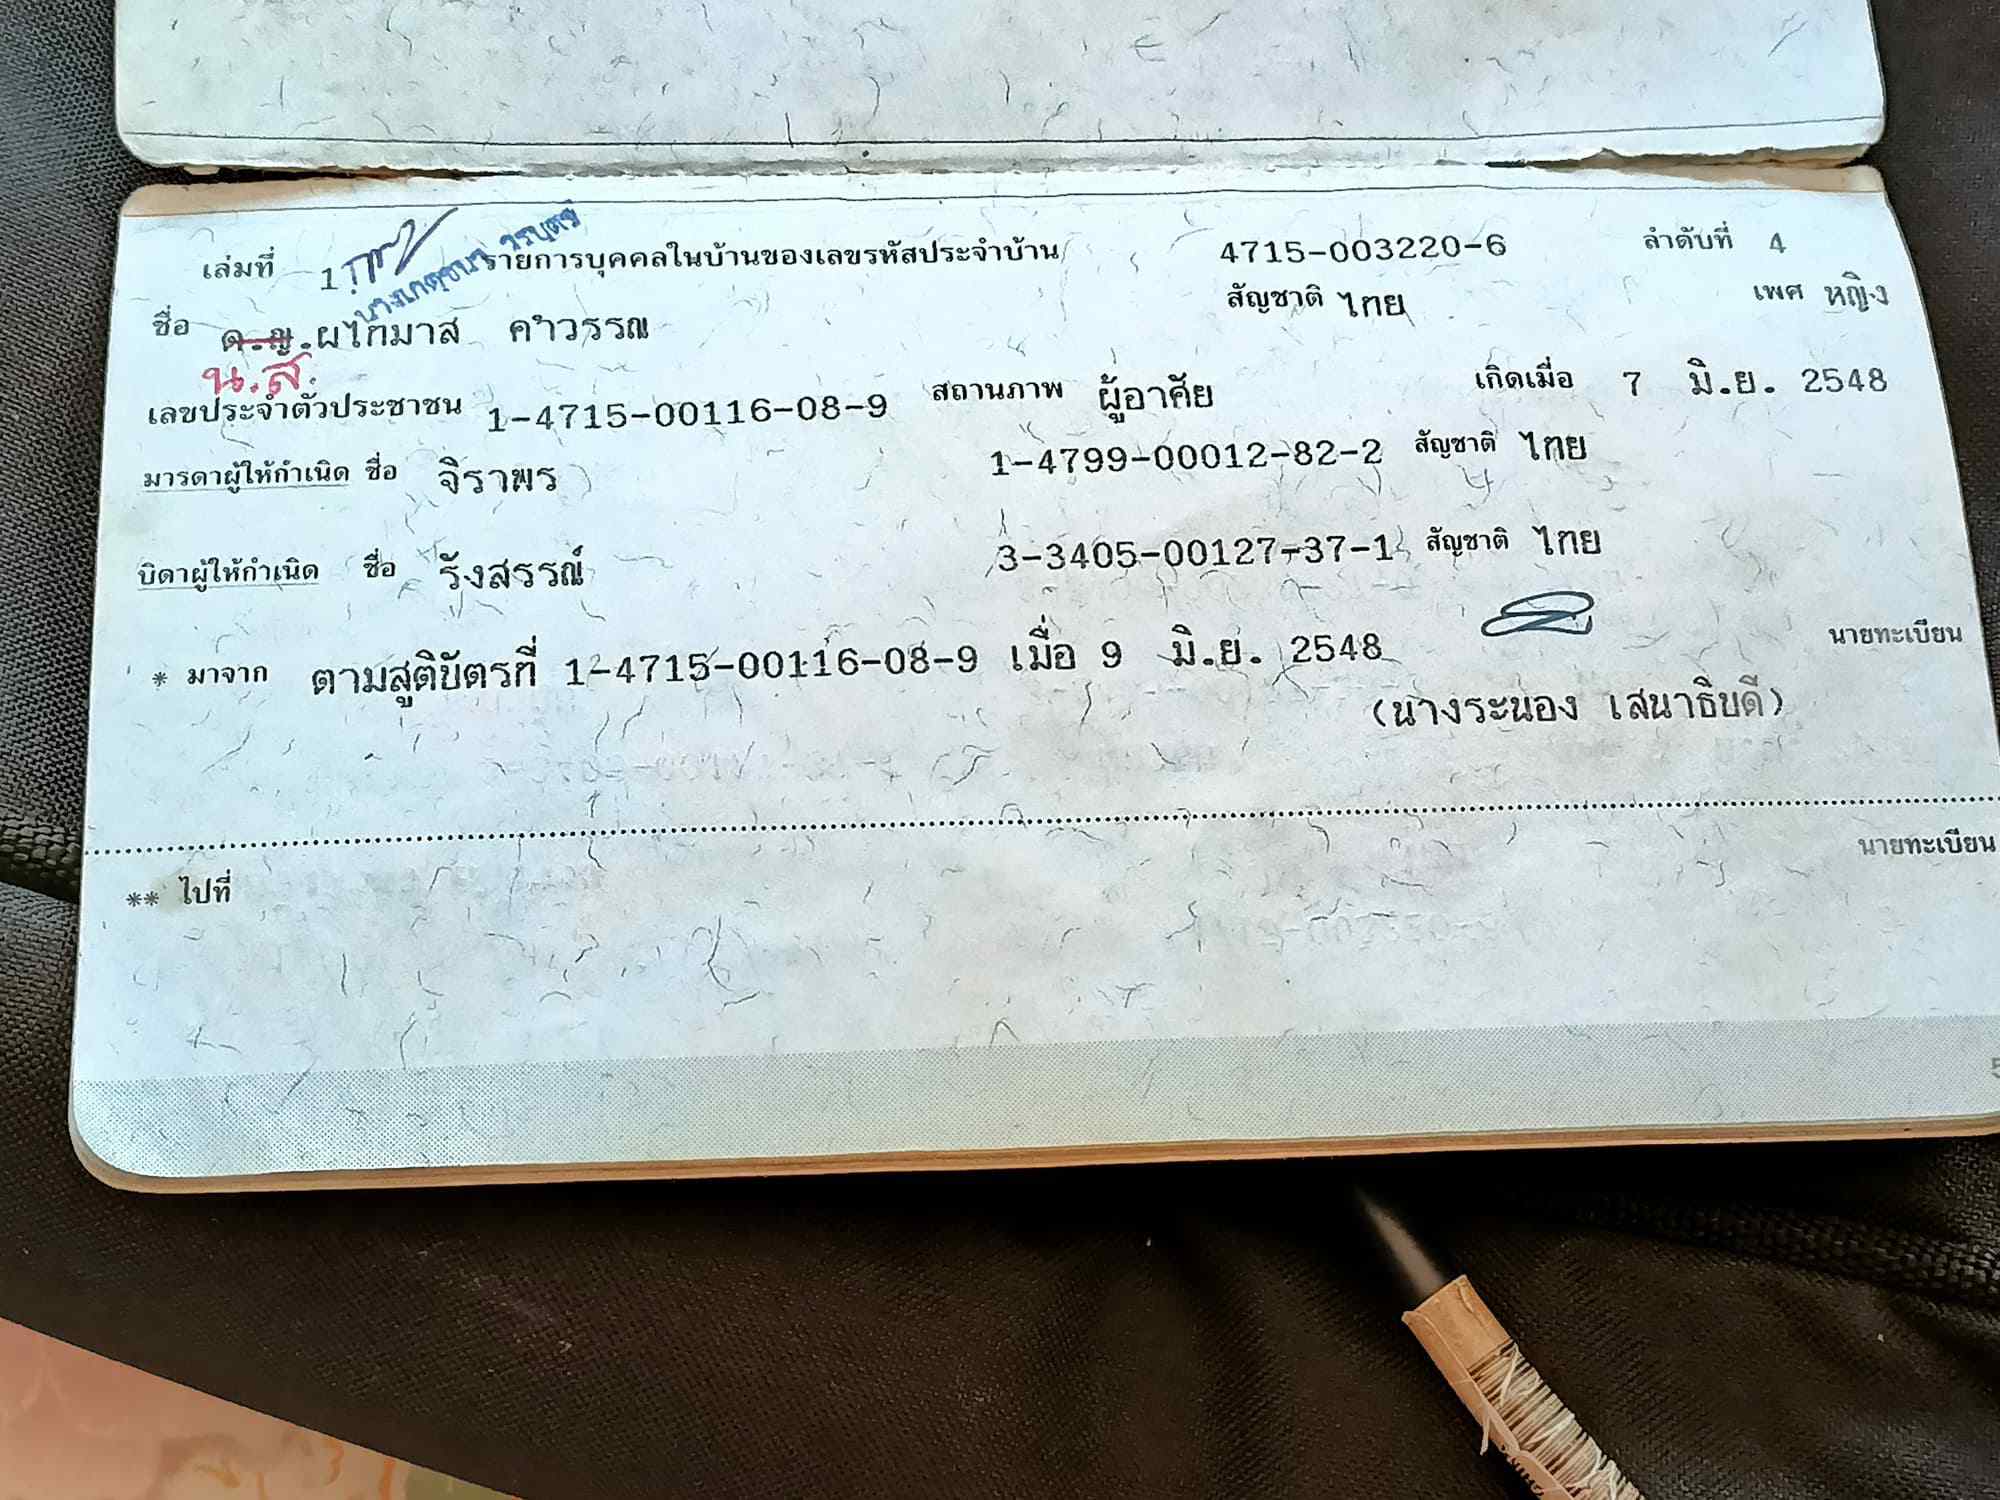 เล่มที่ 1 รายการบุคคลในบ้านของเลขรหัสประจำบ้าน 4715-003220-6 ลำดับที่ 4
ชื่อ ด.ญ.ผไทมาส คำวรรณ สัญชาติ ไทย เพศ หญิง
น.ส.
เลขประจำตัวประชาชน 1-4715-00116-08-9 สถานภาพ ผู้อาศัย เกิดเมื่อ 7 มิ.ย. 2548
มารดาผู้ให้กำเนิด ชื่อ จิราพร 1-4799-00012-82-2 สัญชาติ ไทย
บิดาผู้ให้กำเนิด ชื่อ รังสรรณ์ 3-3405-00127-37-1 สัญชาติ ไทย
* มาจาก ตามสูติบัตรที่ 1-4715-00116-08-9 เมื่อ 9 มิ.ย. 2548 นายทะเบียน
(นางระนอง เสนาธิบดี)
นายทะเบียน
** ไปที่
5